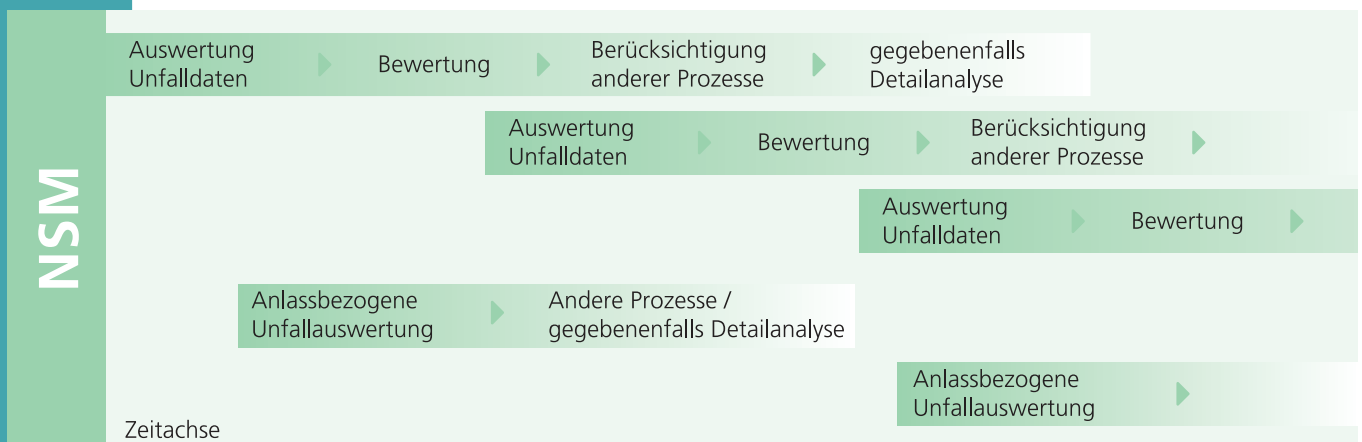 NSM
Auswertung
Unfalldaten
Bewertung
Berücksichtigung
anderer Prozesse
gegebenenfalls
Detailanalyse
Auswertung
Unfalldaten
Bewertung
Berücksichtigung
anderer Prozesse
Auswertung
Unfalldaten
Bewertung
Anlassbezogene
Unfallauswertung
Andere Prozesse /
gegebenenfalls Detailanalyse
Anlassbezogene
Unfallauswertung
Zeitachse